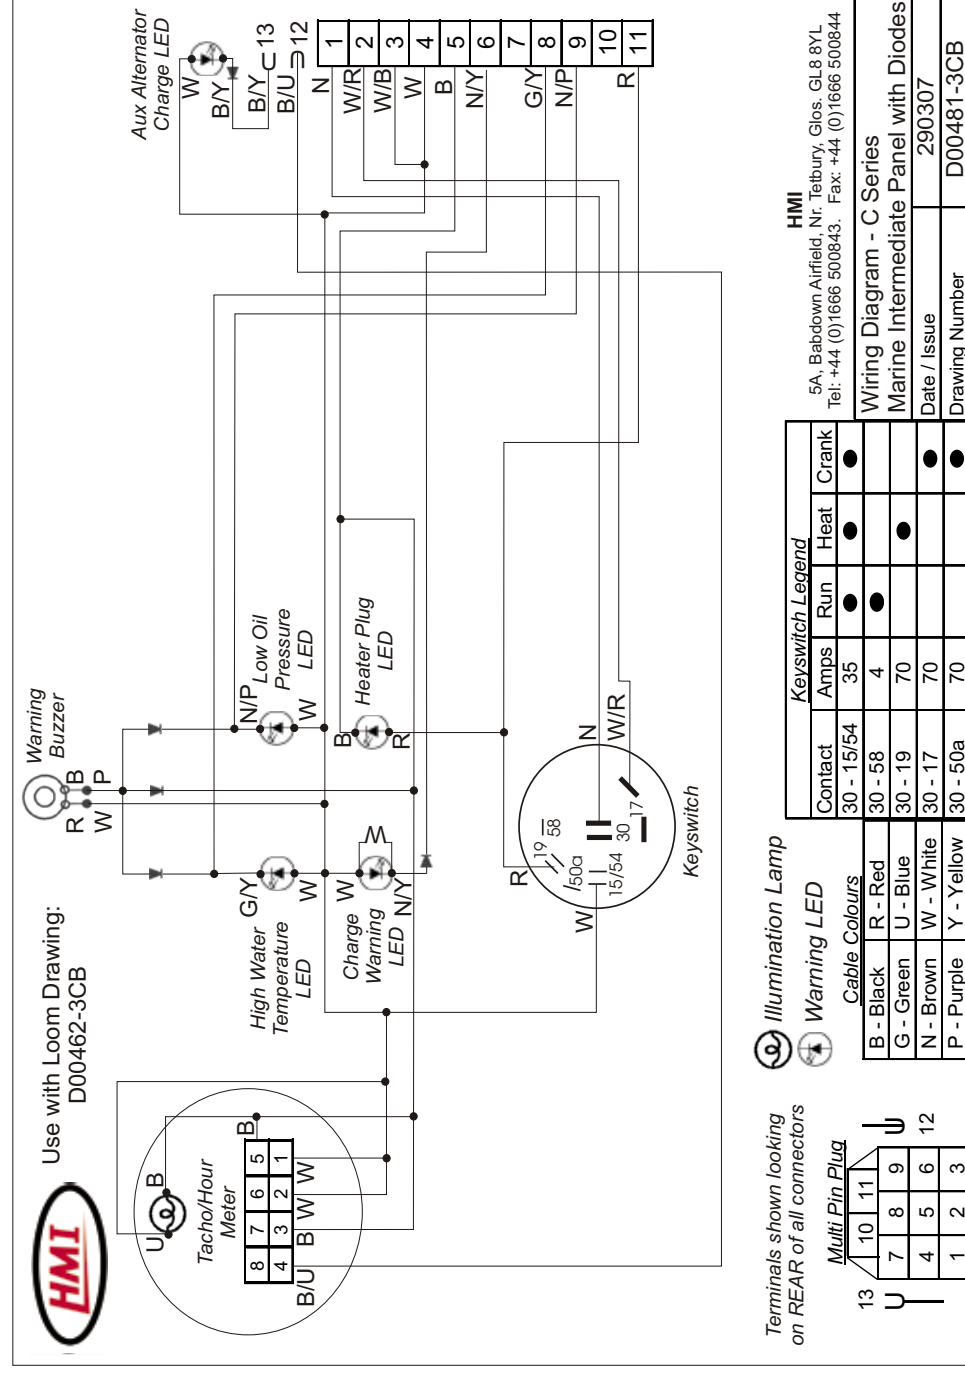 HMI
Use with Loom Drawing:
D00462-3CB
Warning
Buzzer
R
B
W
P
Aux Alternator
Charge LED
W
B/Y
B/Y
13
B/U
12
N
1
W/R
2
W/B
3
W
4
B
5
N/Y
6
7
G/Y
8
N/P
9
10
R
11
High Water
Temperature
LED
G/Y
W
Charge
Warning
LED
W
N/Y
Low Oil
Pressure
LED
N/P
W
Heater Plug
LED
B
R
Tacho/Hour
Meter
U
B
B
8 7 6 5
4 3 2 1
B/U B W W
Keyswitch
R
W
N
W/R
19
58
50a
15/54
30
17
Terminals shown looking
on REAR of all connectors
Multi Pin Plug
13
10 11
7 8 9
4 5 6
1 2 3
12
Illumination Lamp
Warning LED
Cable Colours
B - Black R - Red
G - Green U - Blue
N - Brown W - White
P - Purple Y - Yellow
Keyswitch Legend
Contact Amps Run Heat Crank
30 - 15/54 35
30 - 58 4
30 - 19 70
30 - 17 70
30 - 50a 70
HMI
5A, Babdown Airfield, Nr. Tetbury, Glos. GL8 8YL
Tel: +44 (0)1666 500843. Fax: +44 (0)1666 500844
Wiring Diagram - C Series
Marine Intermediate Panel with Diodes
Date / Issue 290307
Drawing Number D00481-3CB